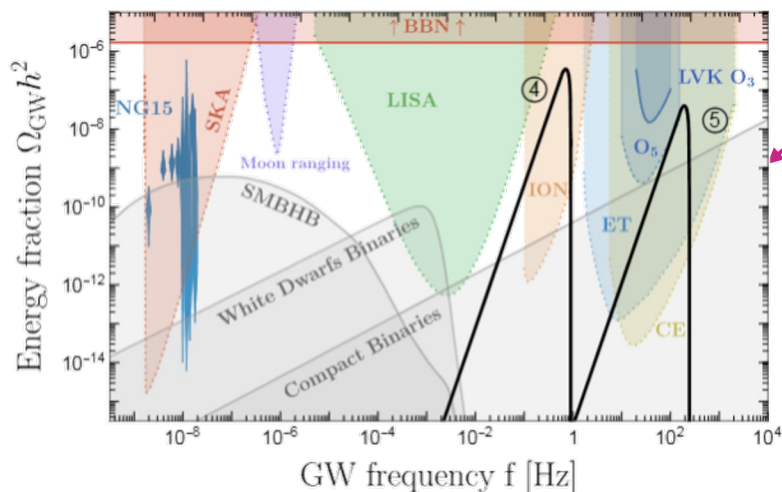 Energy fraction Ω_GW h²
10⁻⁶
10⁻⁸
10⁻¹⁰
10⁻¹²
10⁻¹⁴
↑ BBN ↑
NG15
SKA
Moon ranging
LISA
④
ION
ET
LVK O₃
⑤
O₅
CE
SMBHB
White Dwarfs Binaries
Compact Binaries
10⁻⁸
10⁻⁶
10⁻⁴
10⁻²
1
10²
10⁴
GW frequency f [Hz]